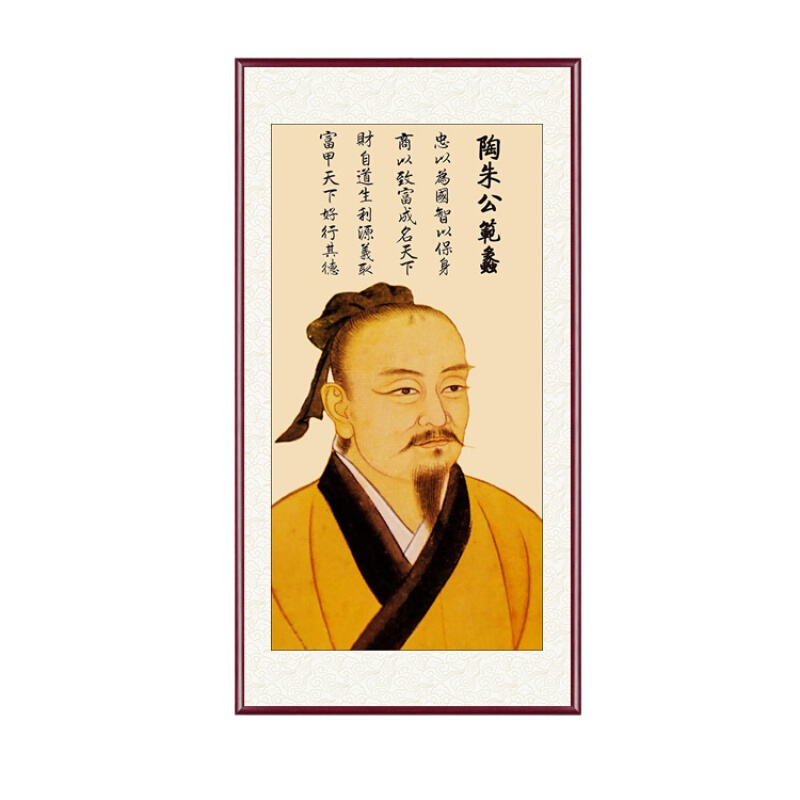 陶朱公範蠡
忠以為國智以保身
商以致富成名天下
財自道生利源義取
富甲天下好行其德